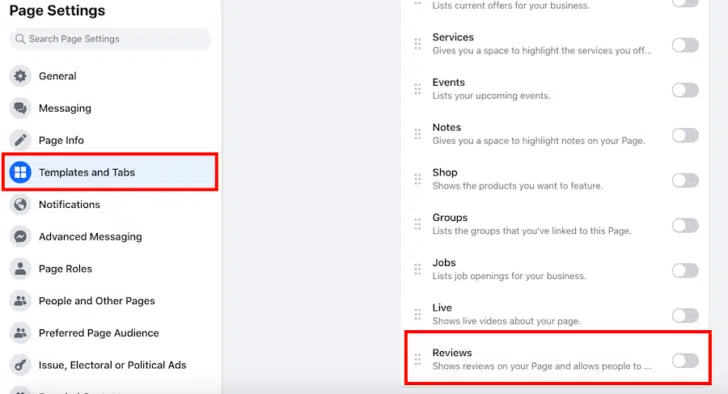 Page Settings
Search Page Settings
General
Messaging
Page Info
Templates and Tabs
Notifications
Advanced Messaging
Page Roles
People and Other Pages
Preferred Page Audience
Issue, Electoral or Political Ads
Lists current offers for your business.
Services
Gives you a space to highlight the services you off...
Events
Lists your upcoming events.
Notes
Gives you a space to highlight notes on your Page.
Shop
Shows the products you want to feature.
Groups
Lists the groups that you've linked to this Page.
Jobs
Lists job openings for your business.
Live
Shows live videos about your page.
Reviews
Shows reviews on your Page and allows people to ...